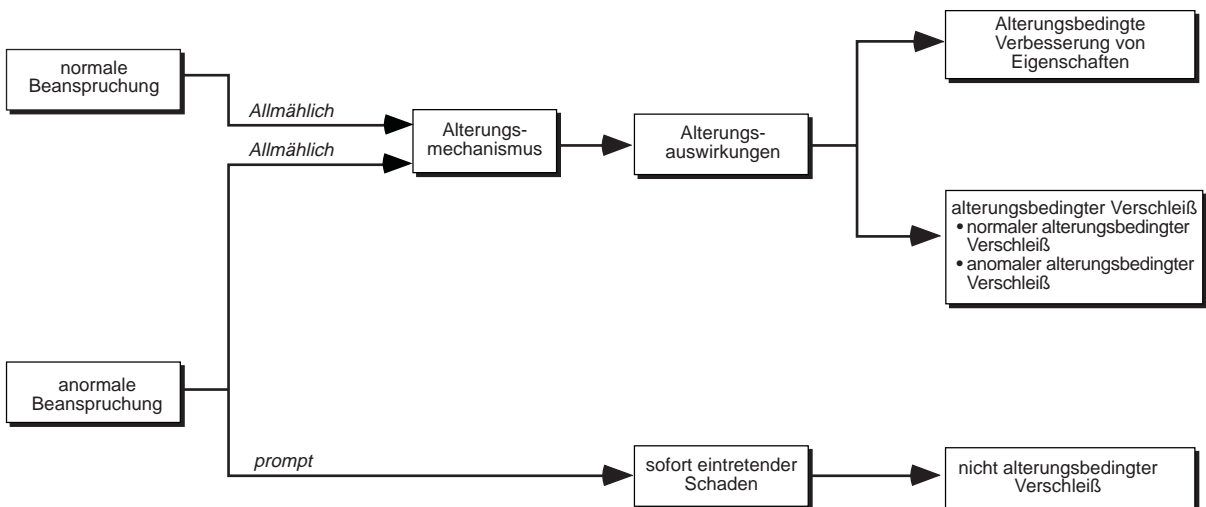 normale
Beanspruchung
Allmählich
Allmählich
Alterungs-
mechanismus
Alterungs-
auswirkungen
Alterungsbedingte
Verbesserung von
Eigenschaften
alterungsbedingter Verschleiß
• normaler alterungsbedingter
Verschleiß
• anomaler alterungsbedingter
Verschleiß
anormale
Beanspruchung
prompt
sofort eintretender
Schaden
nicht alterungsbedingter
Verschleiß